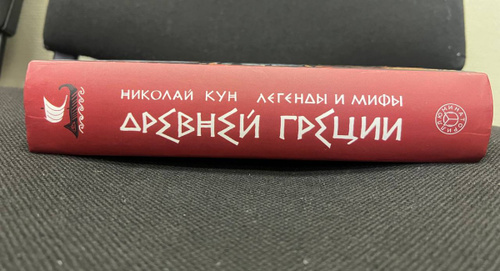 НИКОЛАЙ КУН ЛЕГЕНДЫ И МИФЫ
ДРЕВНЕЙ ГРЕЦИИ